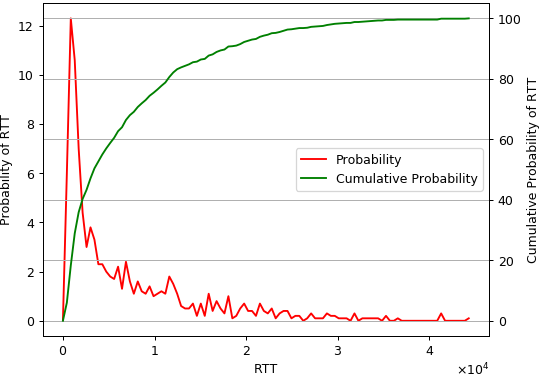 12
10
8
6
4
2
0
Probability of RTT
100
80
60
40
20
0
Cumulative Probability of RTT
Probability
Cumulative Probability
0 1 2 3 4
RTT
×10⁴